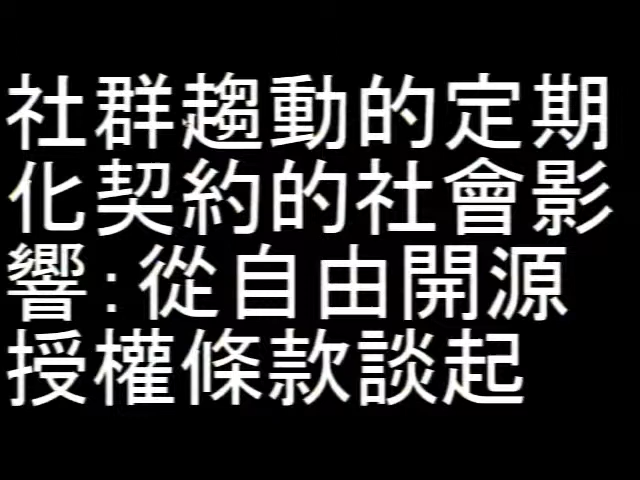 社群趨動的定期
化契約的社會影
響:從自由開源
授權條款談起